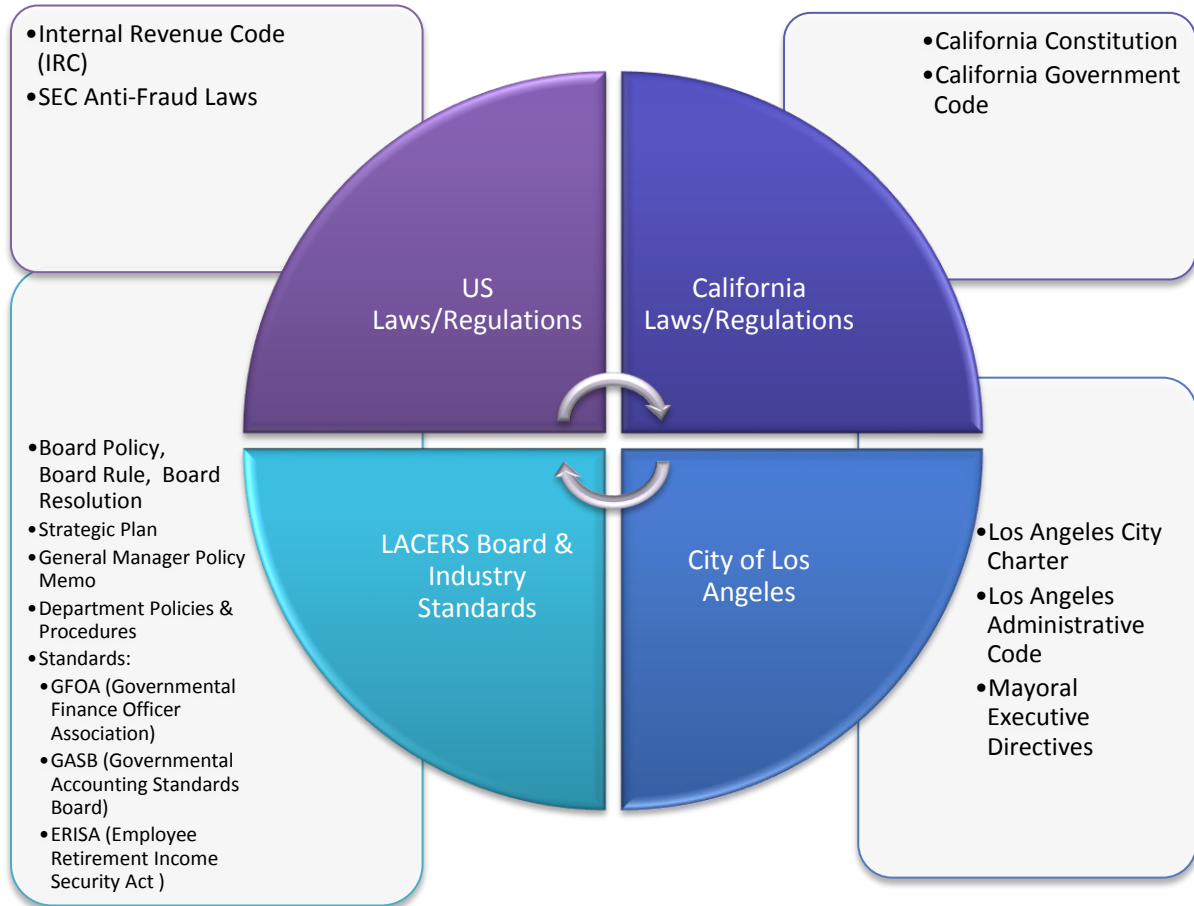 •Internal Revenue Code
(IRC)
•SEC Anti-Fraud Laws
•California Constitution
•California Government
Code
US
Laws/Regulations
California
Laws/Regulations
•Board Policy,
Board Rule,  Board
Resolution
•Strategic Plan
•General Manager Policy
Memo
•Department Policies &
Procedures
•Standards:
•GFOA (Governmental
Finance Officer
Association)
•GASB (Governmental
Accounting Standards
Board)
•ERISA (Employee
Retirement Income
Security Act )
LACERS Board &
Industry
Standards
City of Los
Angeles
•Los Angeles City
Charter
•Los Angeles
Administrative
Code
•Mayoral
Executive
Directives